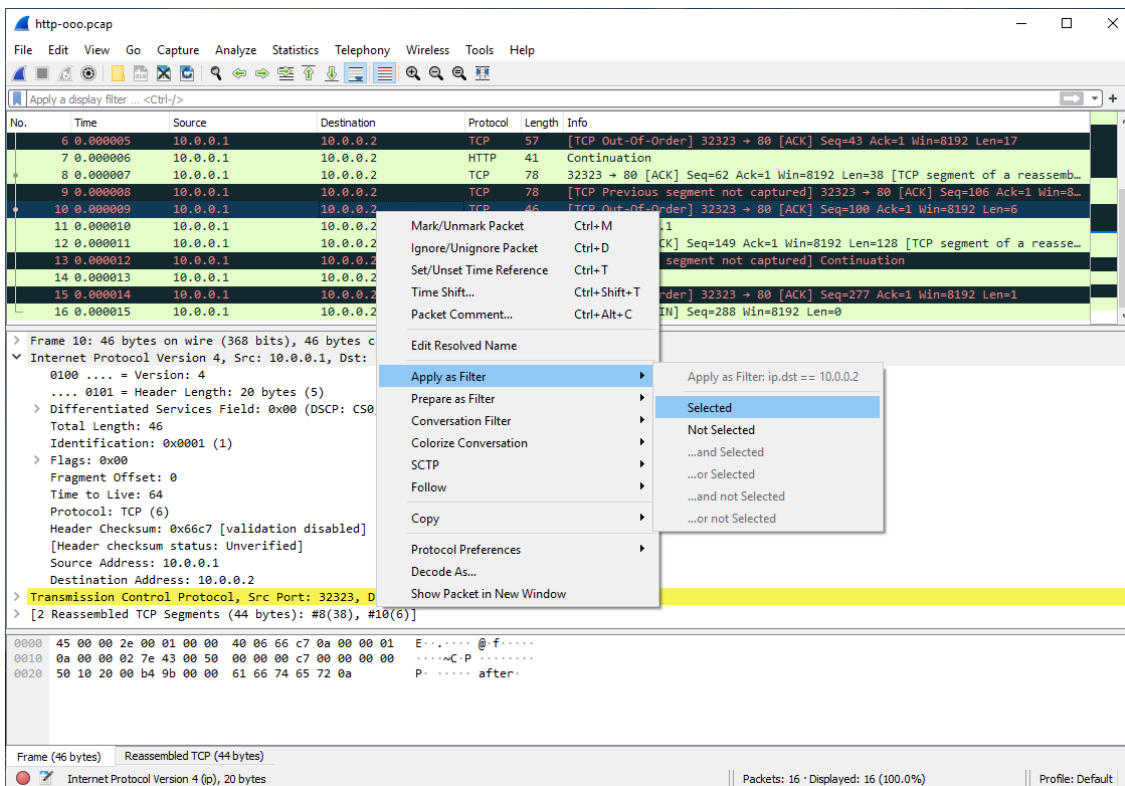 http-ooo.pcap
File Edit View Go Capture Analyze Statistics Telephony Wireless Tools Help
Apply a display filter ... <Ctrl-/>
No. Time Source Destination Protocol Length Info
6 0.000005 10.0.0.1 10.0.0.2 TCP 57 [TCP Out-Of-Order] 32323 → 80 [ACK] Seq=43 Ack=1 Win=8192 Len=17
7 0.000006 10.0.0.1 10.0.0.2 HTTP 41 Continuation
8 0.000007 10.0.0.1 10.0.0.2 TCP 78 32323 → 80 [ACK] Seq=62 Ack=1 Win=8192 Len=38 [TCP segment of a reassemb…
9 0.000008 10.0.0.1 10.0.0.2 TCP 78 [TCP Previous segment not captured] 32323 → 80 [ACK] Seq=106 Ack=1 Win=8…
10 0.000009 10.0.0.1 10.0.0.2 TCP 46 [TCP Out-Of-Order] 32323 → 80 [ACK] Seq=100 Ack=1 Win=8192 Len=6
11 0.000010 10.0.0.1 10.0.0.2 .1
12 0.000011 10.0.0.1 10.0.0.2 CK] Seq=149 Ack=1 Win=8192 Len=128 [TCP segment of a reasse…
13 0.000012 10.0.0.1 10.0.0.2 segment not captured] Continuation
14 0.000013 10.0.0.1 10.0.0.2
15 0.000014 10.0.0.1 10.0.0.2 rder] 32323 → 80 [ACK] Seq=277 Ack=1 Win=8192 Len=1
16 0.000015 10.0.0.1 10.0.0.2 IN] Seq=288 Win=8192 Len=0
Mark/Unmark Packet Ctrl+M
Ignore/Unignore Packet Ctrl+D
Set/Unset Time Reference Ctrl+T
Time Shift... Ctrl+Shift+T
Packet Comment... Ctrl+Alt+C
Edit Resolved Name
Apply as Filter
Prepare as Filter
Conversation Filter
Colorize Conversation
SCTP
Follow
Copy
Protocol Preferences
Decode As...
Show Packet in New Window
Apply as Filter: ip.dst == 10.0.0.2
Selected
Not Selected
...and Selected
...or Selected
...and not Selected
...or not Selected
Frame 10: 46 bytes on wire (368 bits), 46 bytes c
Internet Protocol Version 4, Src: 10.0.0.1, Dst:
0100 .... = Version: 4
.... 0101 = Header Length: 20 bytes (5)
Differentiated Services Field: 0x00 (DSCP: CS0
Total Length: 46
Identification: 0x0001 (1)
Flags: 0x00
Fragment Offset: 0
Time to Live: 64
Protocol: TCP (6)
Header Checksum: 0x66c7 [validation disabled]
[Header checksum status: Unverified]
Source Address: 10.0.0.1
Destination Address: 10.0.0.2
Transmission Control Protocol, Src Port: 32323, D
[2 Reassembled TCP Segments (44 bytes): #8(38), #10(6)]
0000 45 00 00 2e 00 01 00 00 40 06 66 c7 0a 00 00 01 E··.···· @·f·····
0010 0a 00 00 02 7e 43 00 50 00 00 00 c7 00 00 00 00 ····~C·P ········
0020 50 10 20 00 b4 9b 00 00 61 66 74 65 72 0a P· ····· after·
Frame (46 bytes) Reassembled TCP (44 bytes)
Internet Protocol Version 4 (ip), 20 bytes Packets: 16 · Displayed: 16 (100.0%) Profile: Default